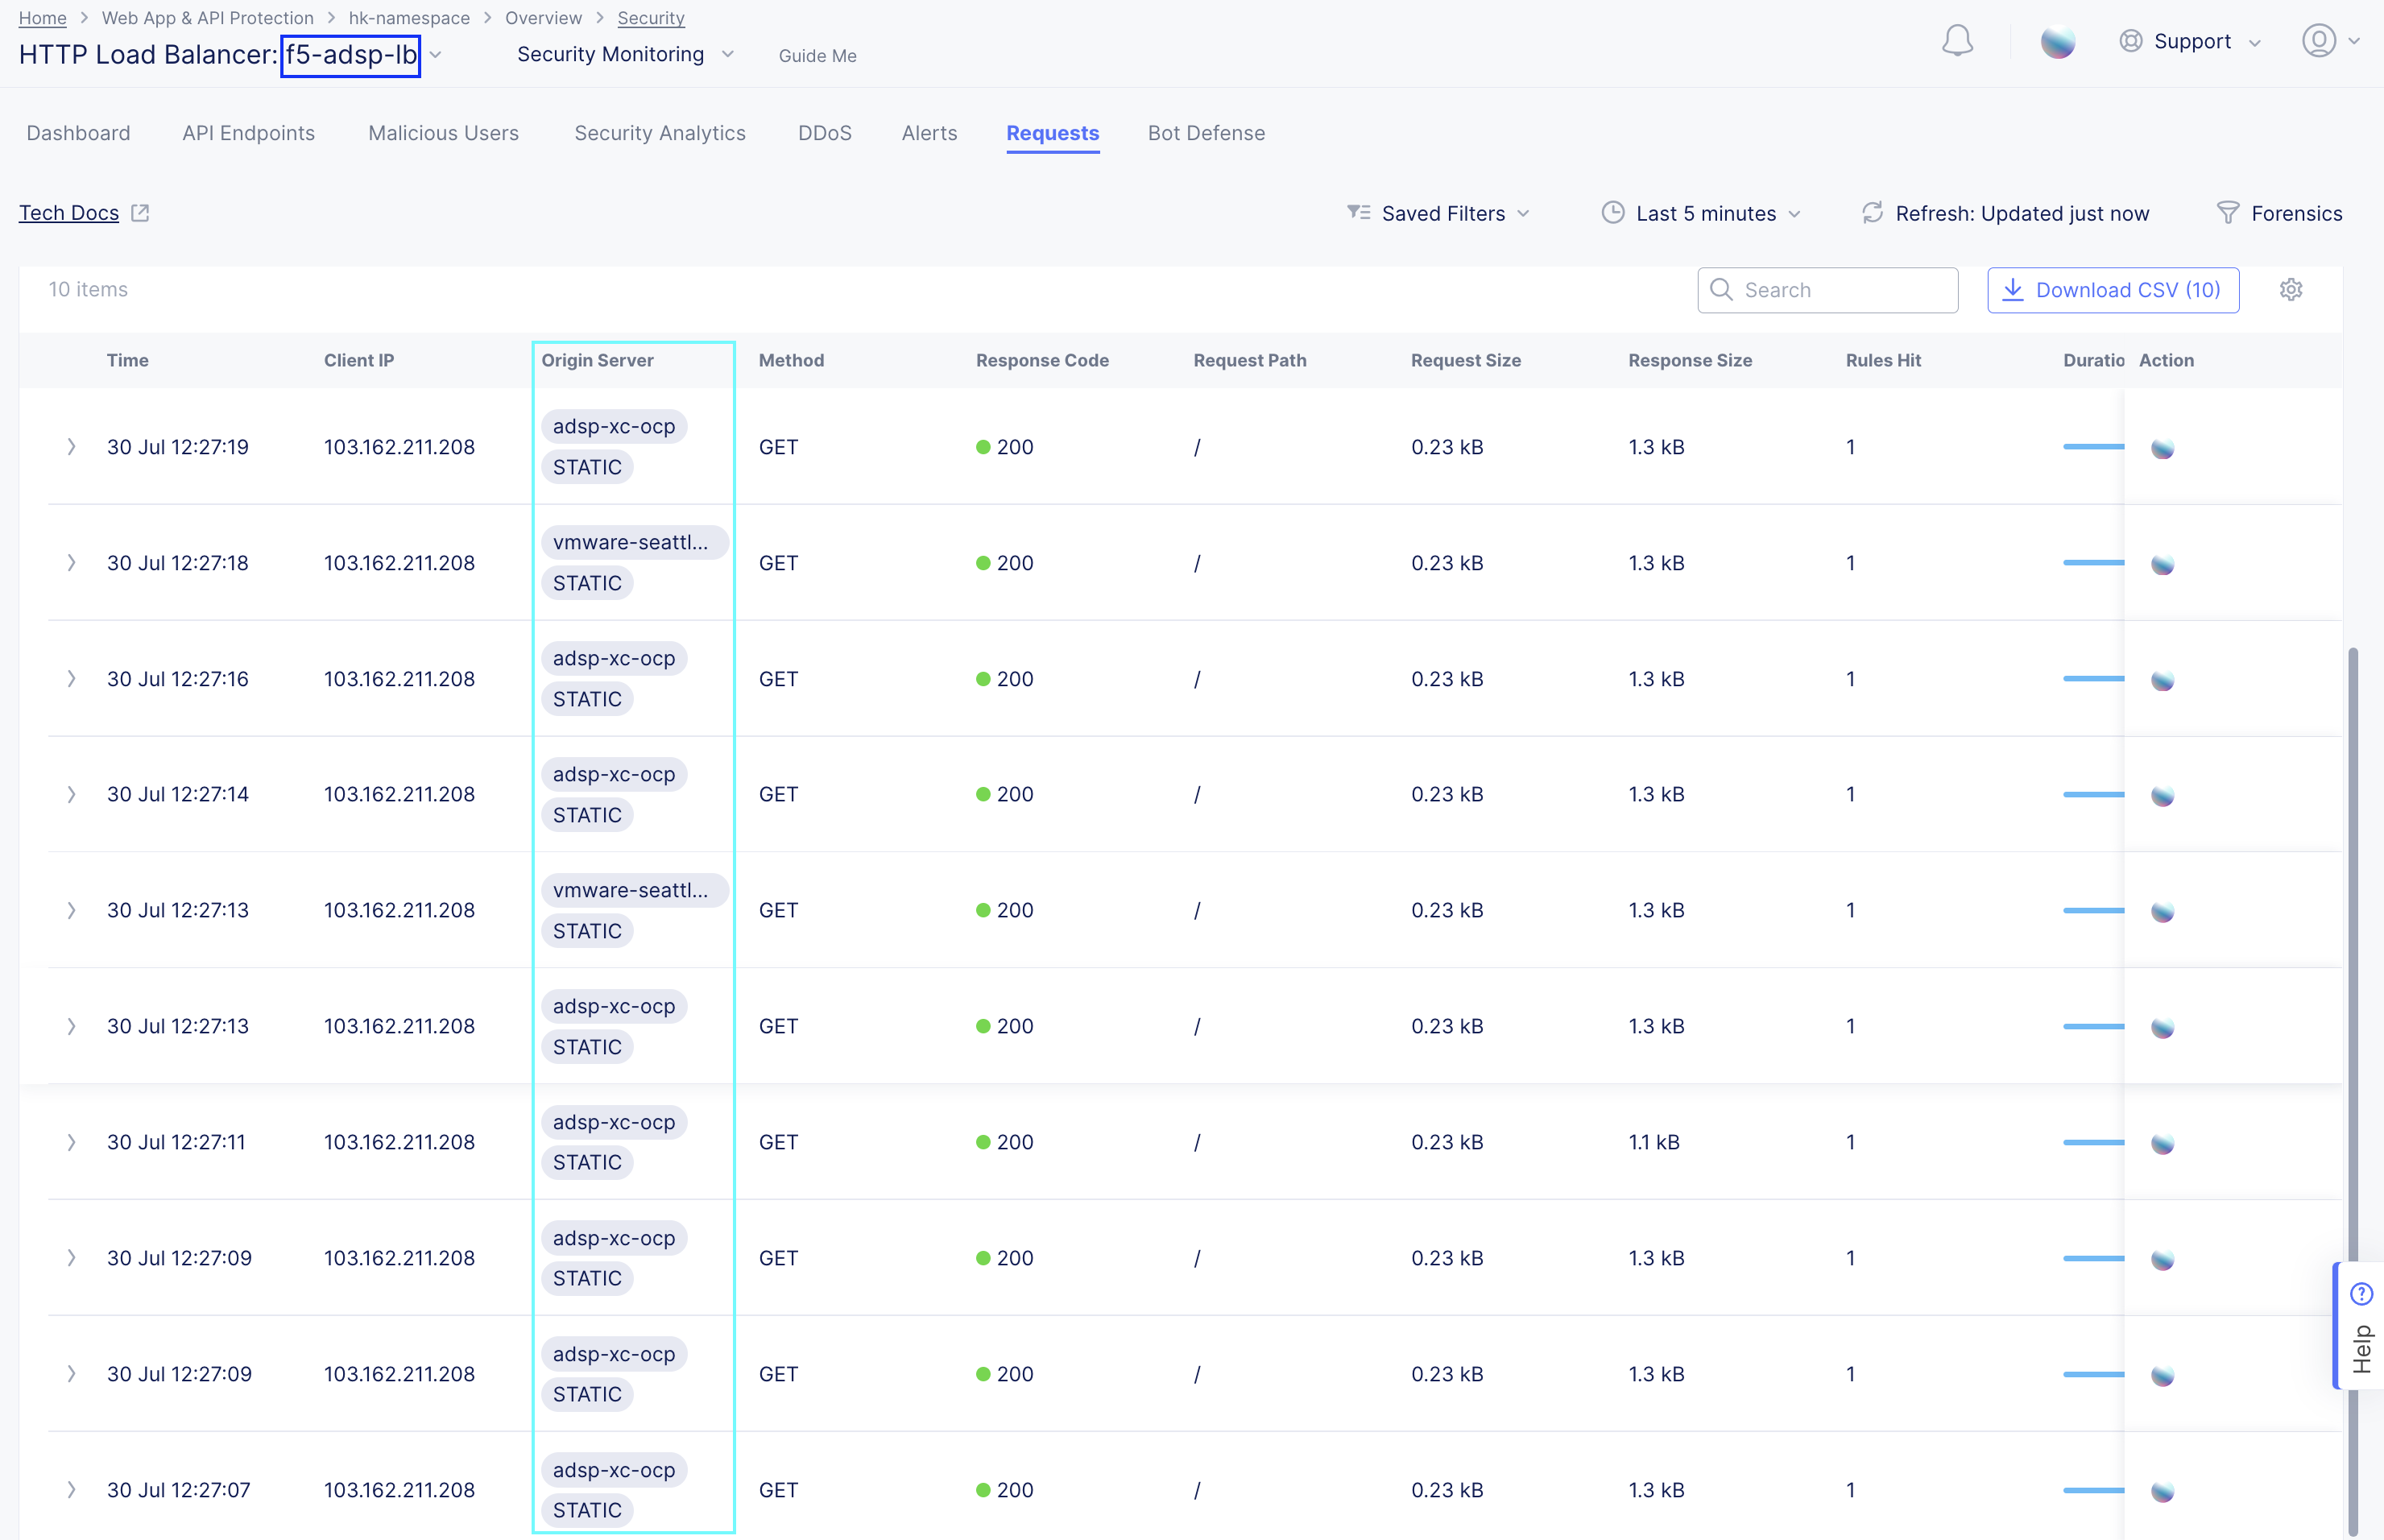 Home > Web App & API Protection > hk-namespace > Overview > Security
HTTP Load Balancer: f5-adsp-lb Security Monitoring Guide Me Support
Dashboard API Endpoints Malicious Users Security Analytics DDoS Alerts Requests Bot Defense
Tech Docs Saved Filters Last 5 minutes Refresh: Updated just now Forensics
10 items Search Download CSV (10)
Time Client IP Origin Server Method Response Code Request Path Request Size Response Size Rules Hit Duratio Action
30 Jul 12:27:19 103.162.211.208 adsp-xc-ocp STATIC GET 200 / 0.23 kB 1.3 kB 1
30 Jul 12:27:18 103.162.211.208 vmware-seattl... STATIC GET 200 / 0.23 kB 1.3 kB 1
30 Jul 12:27:16 103.162.211.208 adsp-xc-ocp STATIC GET 200 / 0.23 kB 1.3 kB 1
30 Jul 12:27:14 103.162.211.208 adsp-xc-ocp STATIC GET 200 / 0.23 kB 1.3 kB 1
30 Jul 12:27:13 103.162.211.208 vmware-seattl... STATIC GET 200 / 0.23 kB 1.3 kB 1
30 Jul 12:27:13 103.162.211.208 adsp-xc-ocp STATIC GET 200 / 0.23 kB 1.3 kB 1
30 Jul 12:27:11 103.162.211.208 adsp-xc-ocp STATIC GET 200 / 0.23 kB 1.1 kB 1
30 Jul 12:27:09 103.162.211.208 adsp-xc-ocp STATIC GET 200 / 0.23 kB 1.3 kB 1
30 Jul 12:27:09 103.162.211.208 adsp-xc-ocp STATIC GET 200 / 0.23 kB 1.3 kB 1
30 Jul 12:27:07 103.162.211.208 adsp-xc-ocp STATIC GET 200 / 0.23 kB 1.3 kB 1
Help